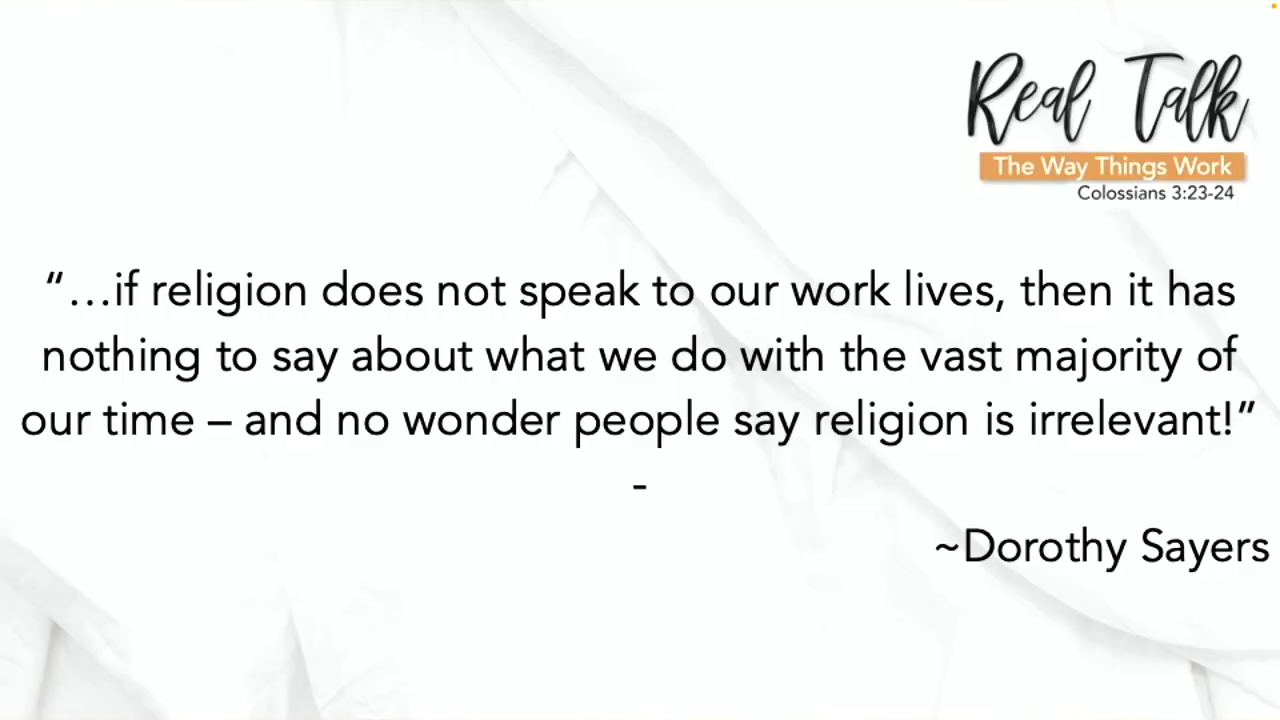 Real Talk
The Way Things Work
Colossians 3:23-24
“…if religion does not speak to our work lives, then it has
nothing to say about what we do with the vast majority of
our time – and no wonder people say religion is irrelevant!”
-
~Dorothy Sayers